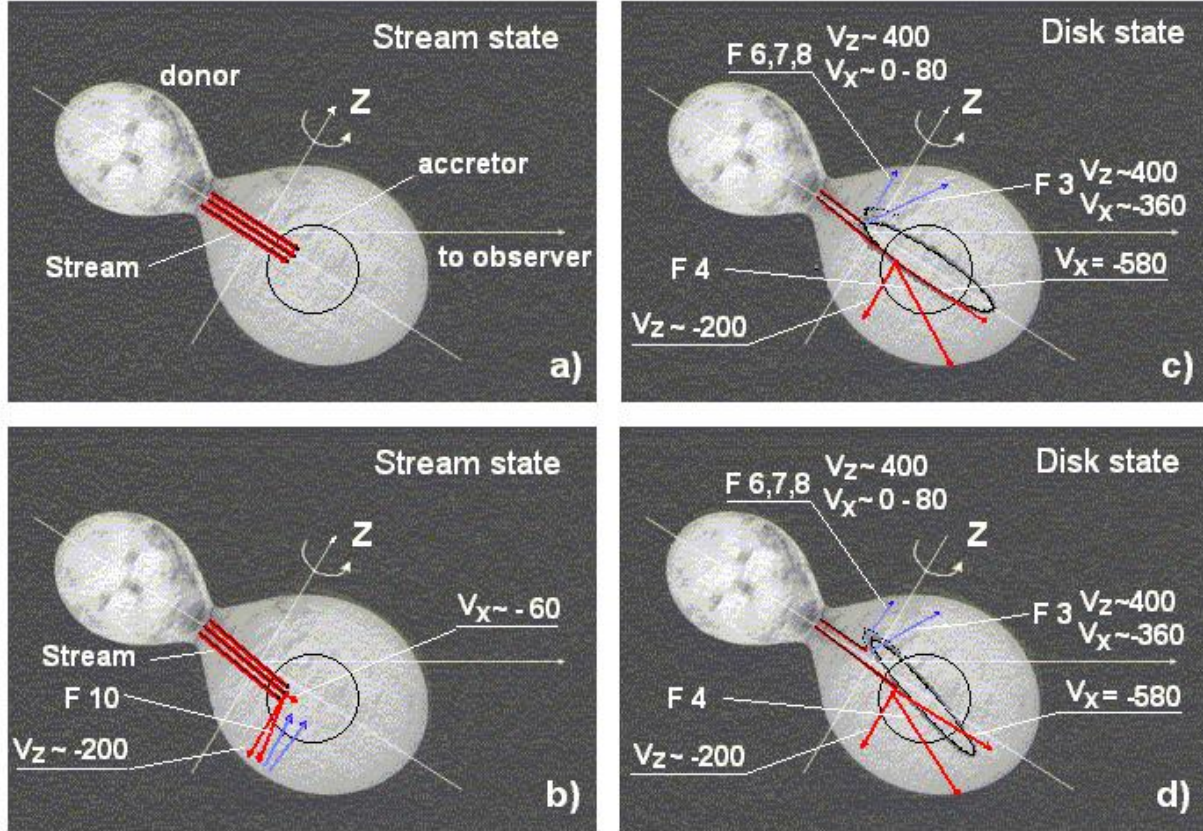 Stream state
donor
Z
accretor
Stream
to observer
a)
Disk state
F 6,7,8
Vz ~ 400
Vx ~ 0 - 80
Z
F 3
Vz ~400
Vx ~-360
F 4
Vx = -580
Vz ~ -200
c)
Stream state
Z
Vx ~ - 60
Stream
F 10
Vz ~ -200
b)
Disk state
F 6,7,8
Vz ~ 400
Vx ~ 0 - 80
Z
F 3
Vz ~400
Vx ~-360
F 4
Vx = -580
Vz ~ -200
d)